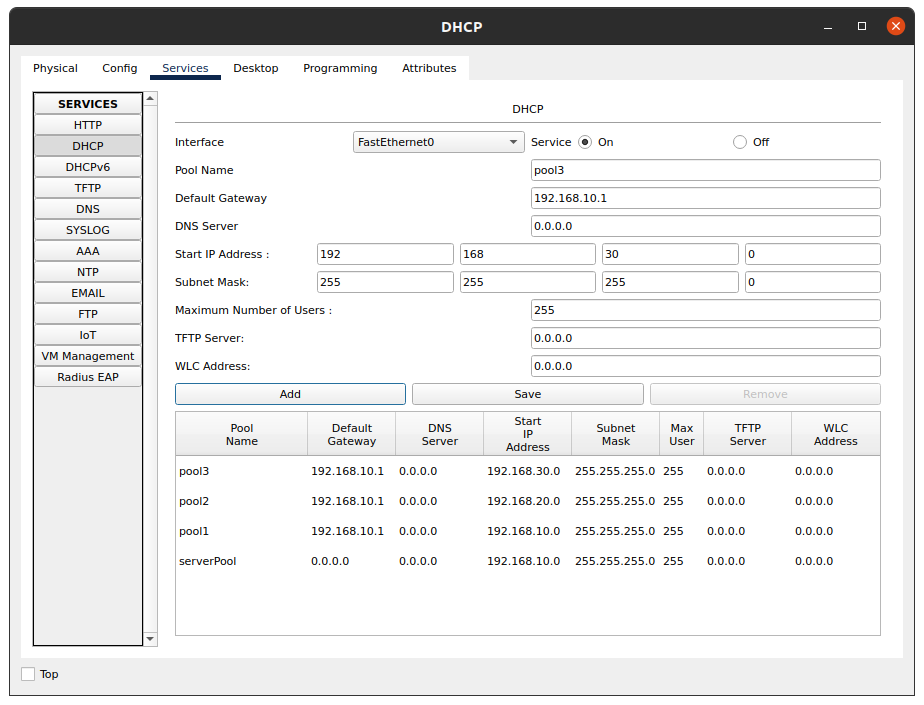 DHCP
Physical Config Services Desktop Programming Attributes
SERVICES
HTTP
DHCP
DHCPv6
TFTP
DNS
SYSLOG
AAA
NTP
EMAIL
FTP
IoT
VM Management
Radius EAP
DHCP
Interface FastEthernet0 Service On Off
Pool Name pool3
Default Gateway 192.168.10.1
DNS Server 0.0.0.0
Start IP Address : 192 168 30 0
Subnet Mask: 255 255 255 0
Maximum Number of Users : 255
TFTP Server: 0.0.0.0
WLC Address: 0.0.0.0
Add Save Remove
Pool Name Default Gateway DNS Server Start IP Address Subnet Mask Max User TFTP Server WLC Address
pool3 192.168.10.1 0.0.0.0 192.168.30.0 255.255.255.0 255 0.0.0.0 0.0.0.0
pool2 192.168.10.1 0.0.0.0 192.168.20.0 255.255.255.0 255 0.0.0.0 0.0.0.0
pool1 192.168.10.1 0.0.0.0 192.168.10.0 255.255.255.0 255 0.0.0.0 0.0.0.0
serverPool 0.0.0.0 0.0.0.0 192.168.10.0 255.255.255.0 255 0.0.0.0 0.0.0.0
Top